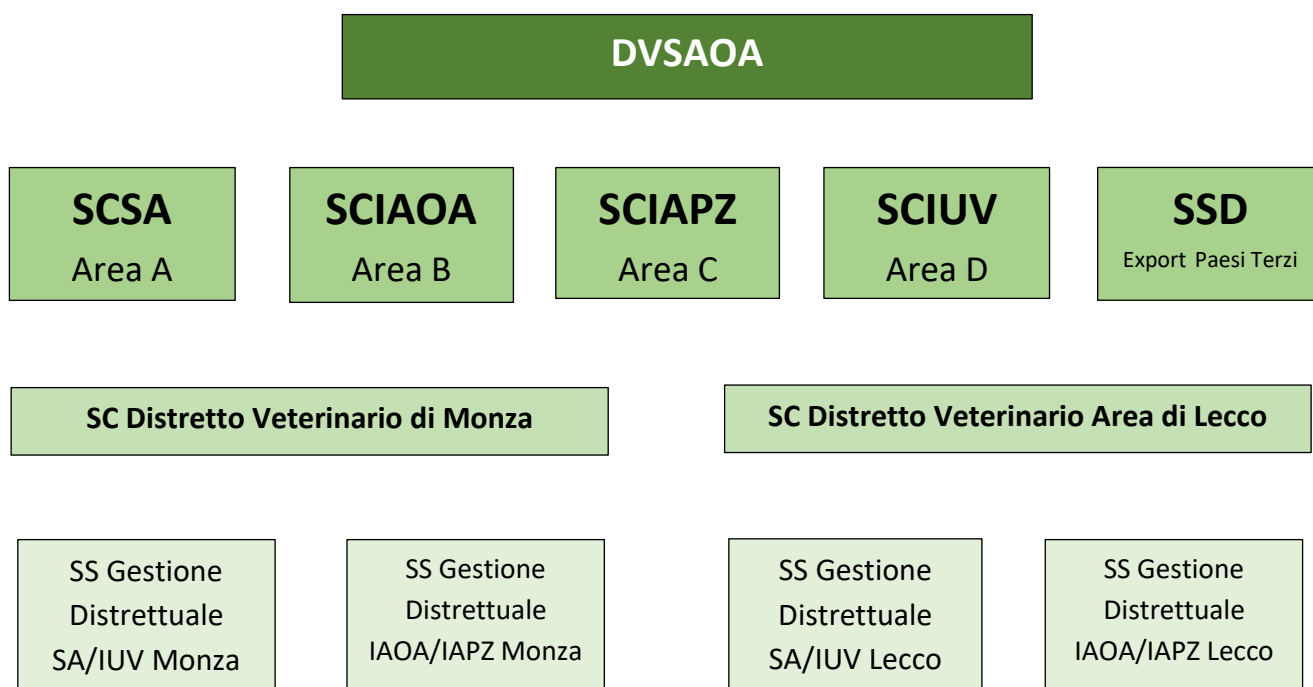 DVSAOA
SCSA
Area A
SCIAOA
Area B
SCIAPZ
Area C
SCIUV
Area D
SSD
Export Paesi Terzi
SC Distretto Veterinario di Monza
SC Distretto Veterinario Area di Lecco
SS Gestione
Distrettuale
SA/IUV Monza
SS Gestione
Distrettuale
IAOA/IAPZ Monza
SS Gestione
Distrettuale
SA/IUV Lecco
SS Gestione
Distrettuale
IAOA/IAPZ Lecco